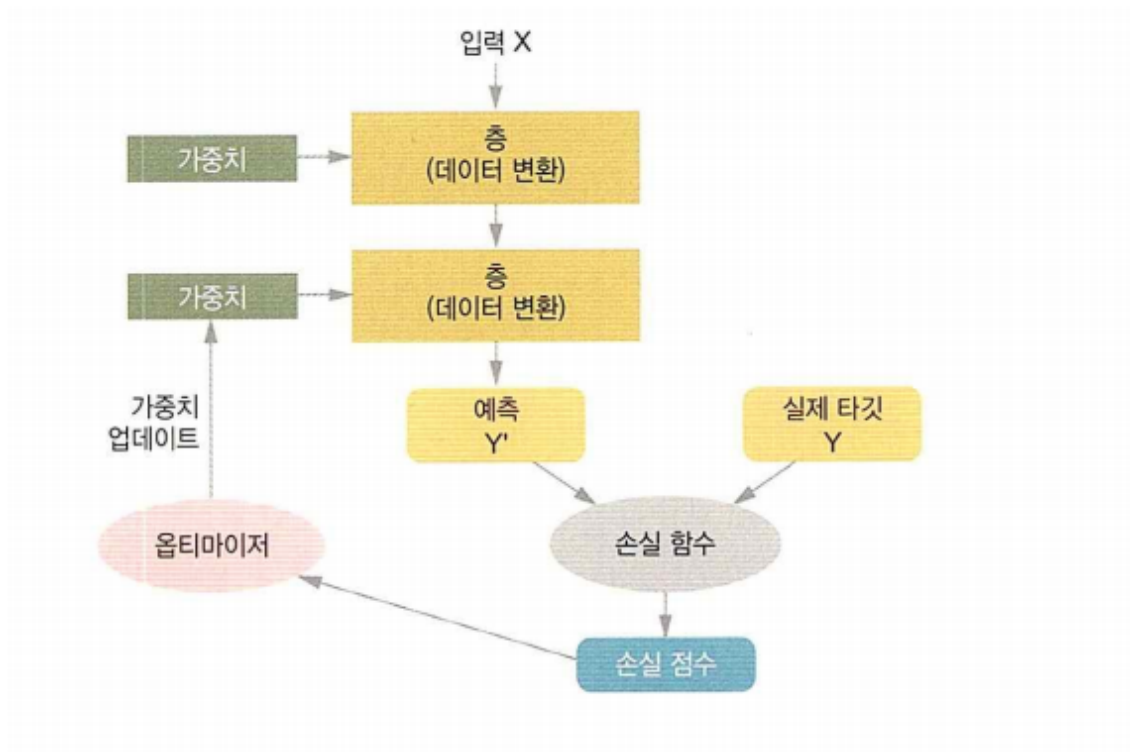 입력 X
가중치
층
(데이터 변환)
가중치
층
(데이터 변환)
가중치
업데이트
예측
Y'
실제 타깃
Y
옵티마이저
손실 함수
손실 점수